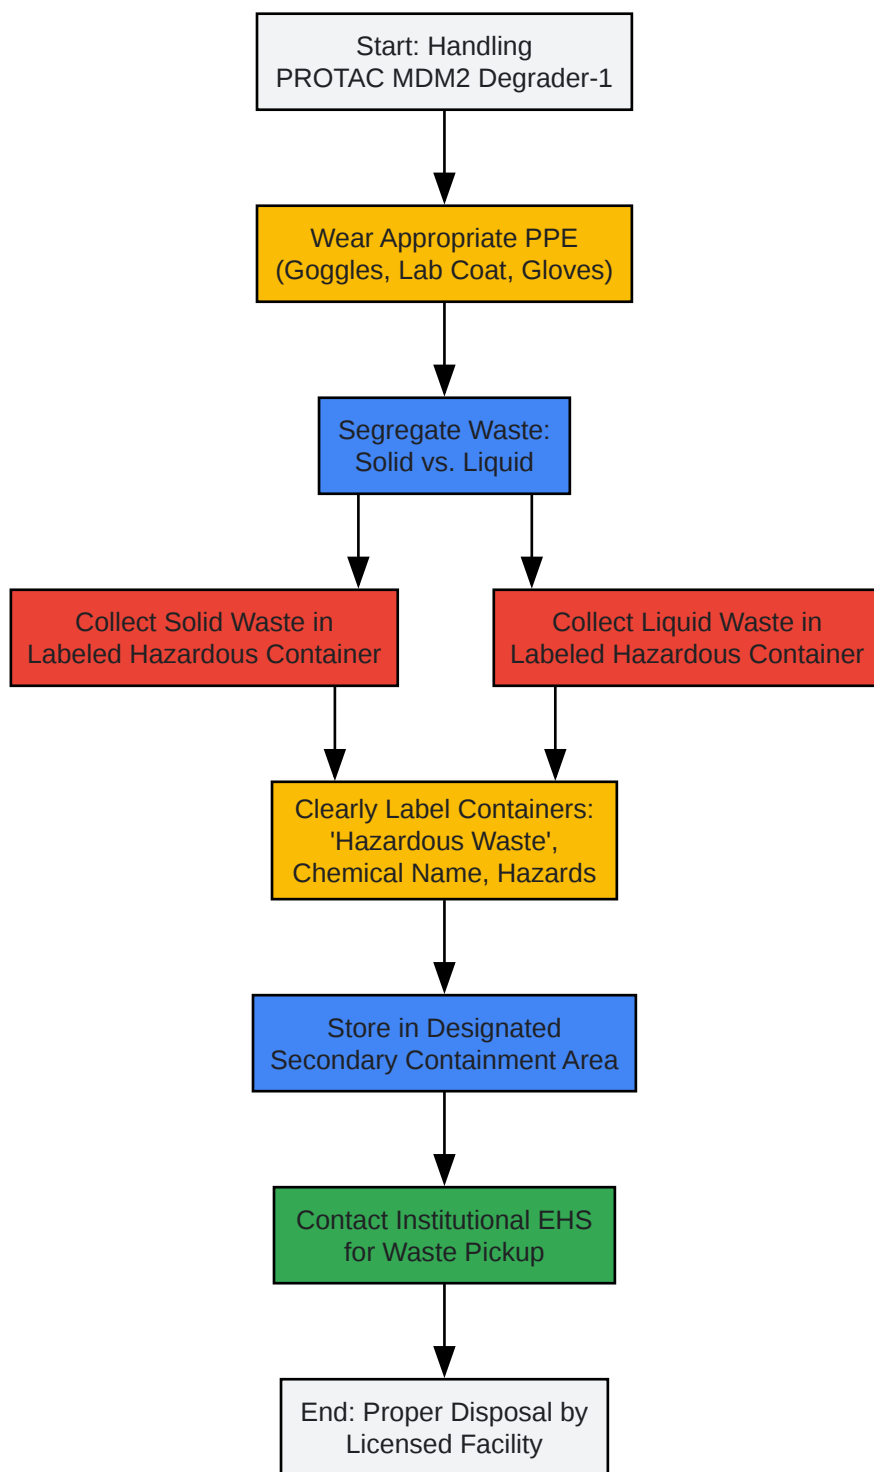 Start: Handling
PROTAC MDM2 Degrader-1
Wear Appropriate PPE
(Goggles, Lab Coat, Gloves)
Segregate Waste:
Solid vs. Liquid
Collect Solid Waste in
Labeled Hazardous Container
Collect Liquid Waste in
Labeled Hazardous Container
Clearly Label Containers:
'Hazardous Waste',
Chemical Name, Hazards
Store in Designated
Secondary Containment Area
Contact Institutional EHS
for Waste Pickup
End: Proper Disposal by
Licensed Facility